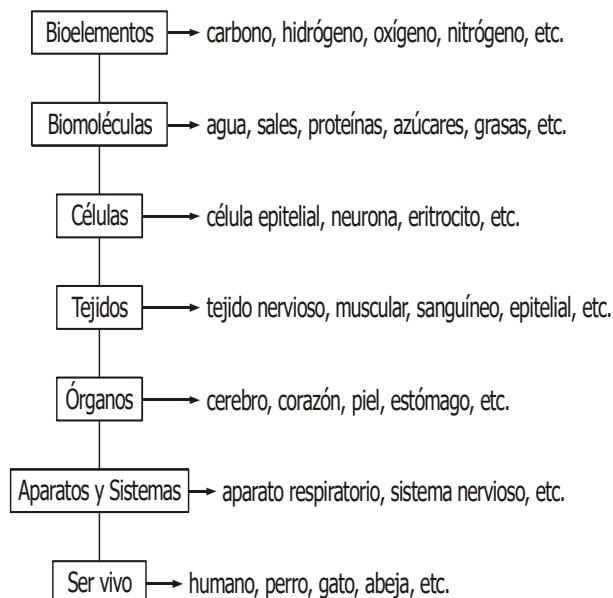 Bioelementos carbono, hidrógeno, oxígeno, nitrógeno, etc.
Biomoléculas agua, sales, proteínas, azúcares, grasas, etc.
Células célula epitelial, neurona, eritrocito, etc.
Tejidos tejido nervioso, muscular, sanguíneo, epitelial, etc.
Órganos cerebro, corazón, piel, estómago, etc.
Aparatos y Sistemas aparato respiratorio, sistema nervioso, etc.
Ser vivo humano, perro, gato, abeja, etc.